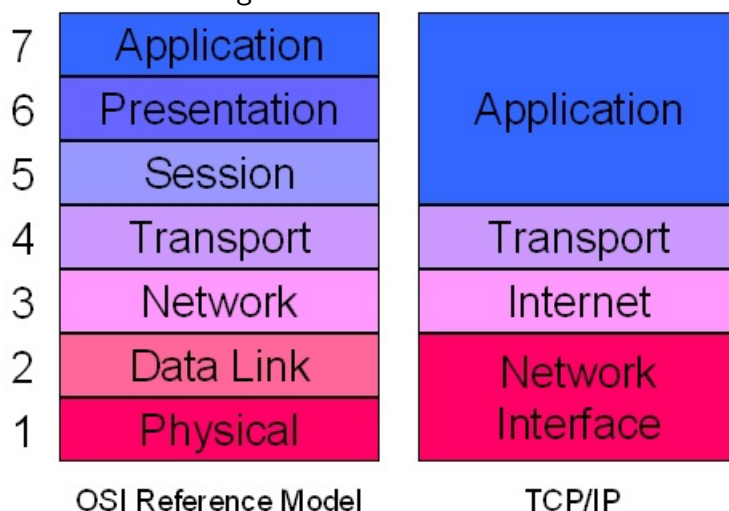 7 Application
6 Presentation
5 Session
4 Transport
3 Network
2 Data Link
1 Physical
OSI Reference Model
Application
Transport
Internet
Network
Interface
TCP/IP